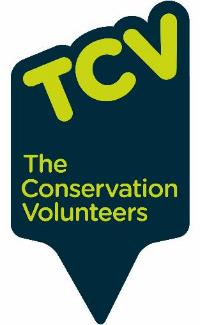 TCV
The
Conservation
Volunteers